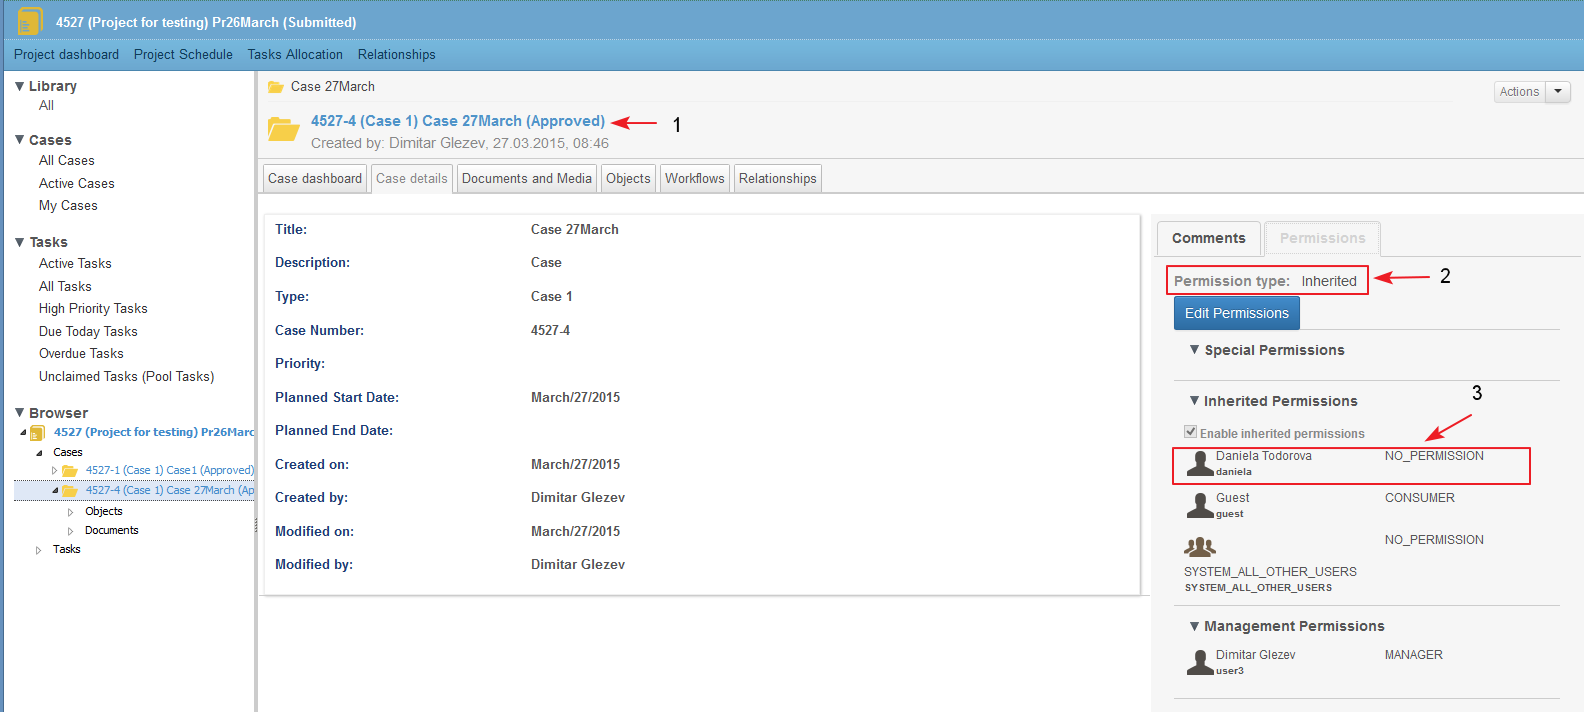 4527 (Project for testing) Pr26March (Submitted)
Project dashboard Project Schedule Tasks Allocation Relationships
Library
All
Cases
All Cases
Active Cases
My Cases
Tasks
Active Tasks
All Tasks
High Priority Tasks
Due Today Tasks
Overdue Tasks
Unclaimed Tasks (Pool Tasks)
Browser
4527 (Project for testing) Pr26Marc
Cases
4527-1 (Case 1) Case1 (Approved)
4527-4 (Case 1) Case 27March (Ap
Objects
Documents
Tasks
Case 27March
Actions
4527-4 (Case 1) Case 27March (Approved) 1
Created by: Dimitar Glezev, 27.03.2015, 08:46
Case dashboard Case details Documents and Media Objects Workflows Relationships
Title: Case 27March
Description: Case
Type: Case 1
Case Number: 4527-4
Priority:
Planned Start Date: March/27/2015
Planned End Date:
Created on: March/27/2015
Created by: Dimitar Glezev
Modified on: March/27/2015
Modified by: Dimitar Glezev
Comments Permissions
Permission type: Inherited 2
Edit Permissions
Special Permissions
Inherited Permissions 3
Enable inherited permissions
Daniela Todorova NO_PERMISSION
daniela
Guest CONSUMER
guest
NO_PERMISSION
SYSTEM_ALL_OTHER_USERS
SYSTEM_ALL_OTHER_USERS
Management Permissions
Dimitar Glezev MANAGER
user3